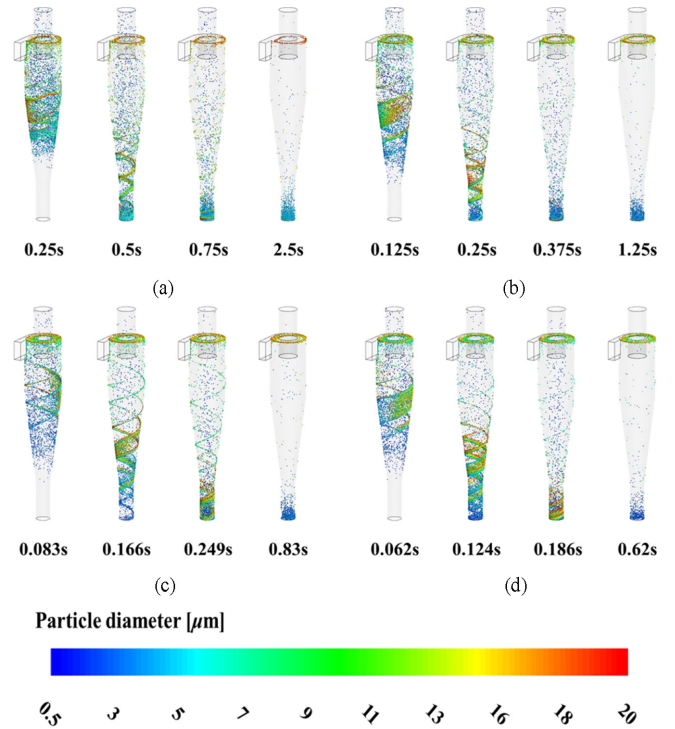 0.25s 0.5s 0.75s 2.5s 0.125s 0.25s 0.375s 1.25s
(a) (b)
0.083s 0.166s 0.249s 0.83s 0.062s 0.124s 0.186s 0.62s
(c) (d)
Particle diameter [μm]
0.5 3 5 7 9 11 13 16 18 20